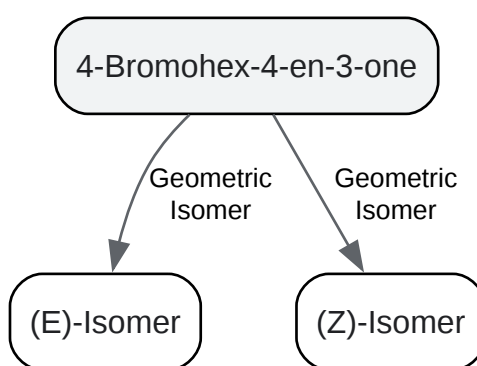 4-Bromohex-4-en-3-one
Geometric
Isomer
Geometric
Isomer
(E)-Isomer
(Z)-Isomer